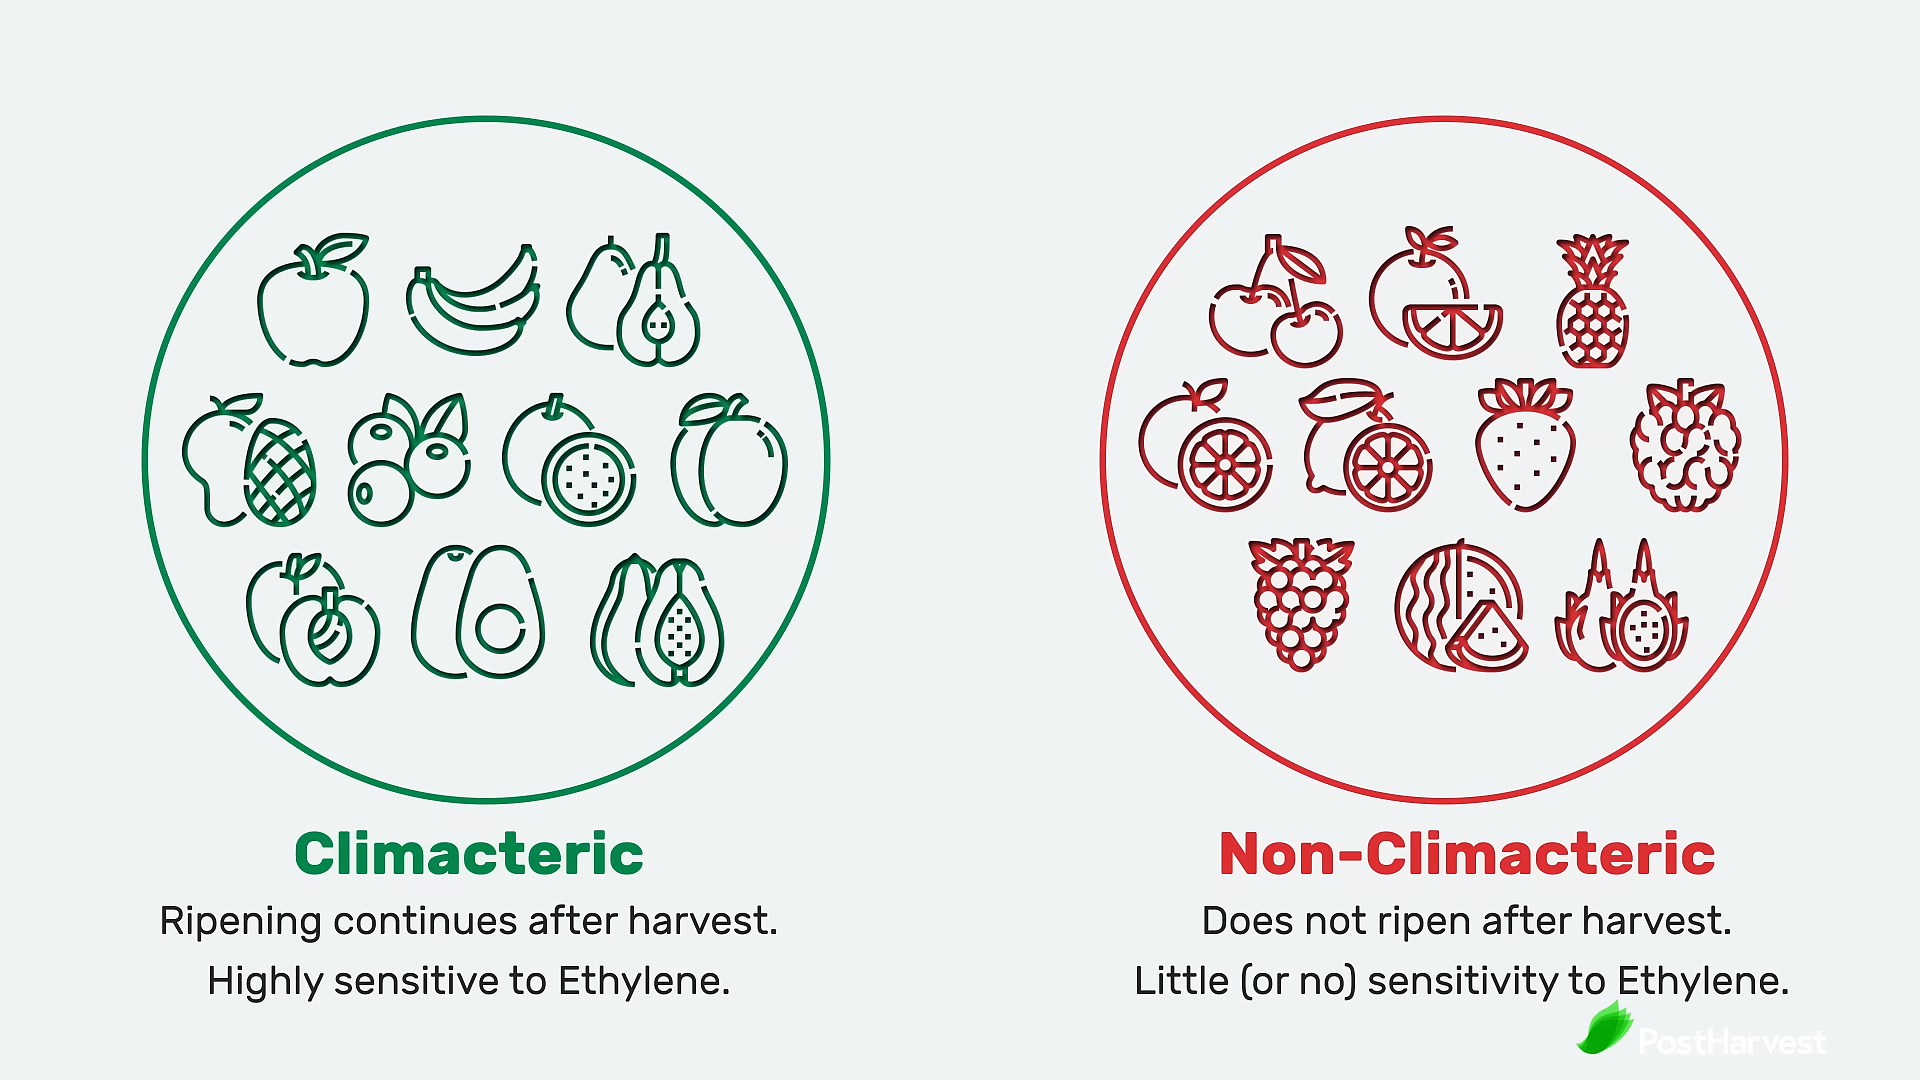 Climacteric
Ripening continues after harvest.
Highly sensitive to Ethylene.
Non-Climacteric
Does not ripen after harvest.
Little (or no) sensitivity to Ethylene.
PostHarvest